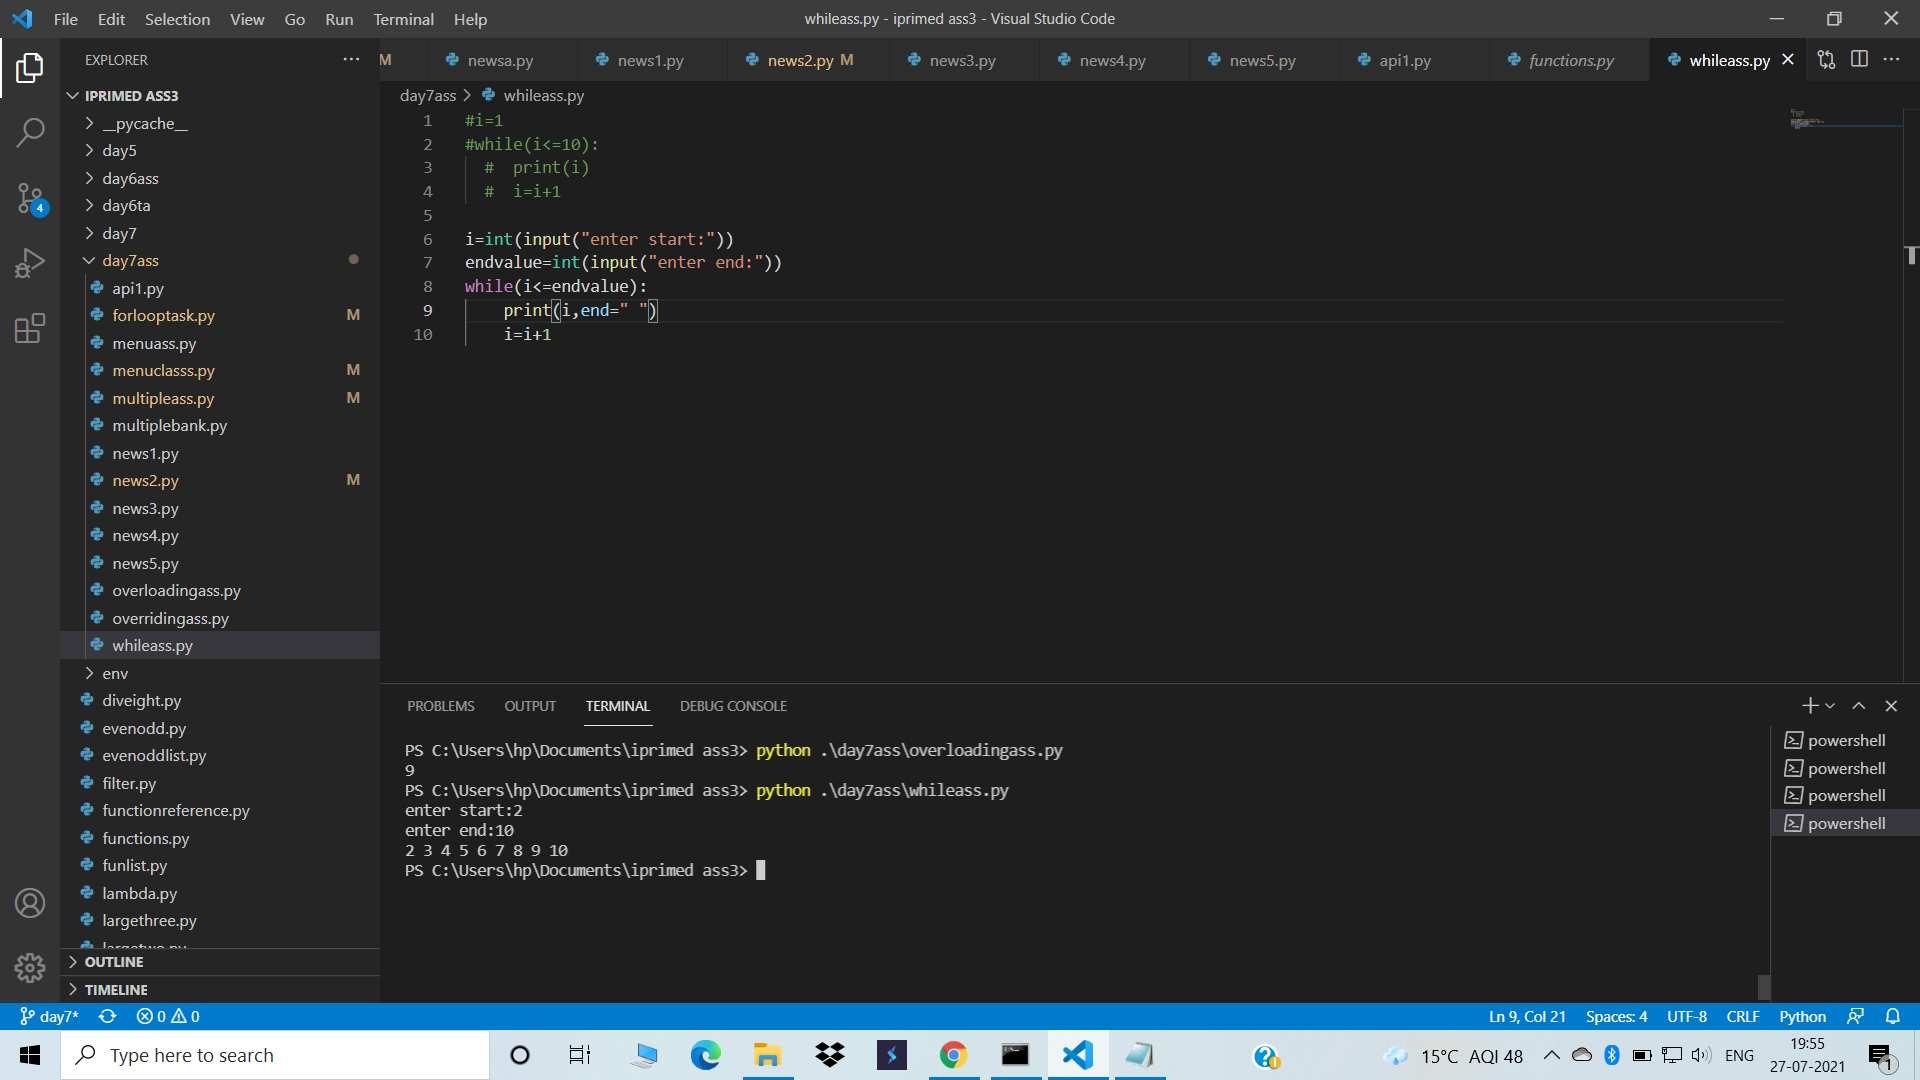 File Edit Selection View Go Run Terminal Help
whileass.py - iprimed ass3 - Visual Studio Code
EXPLORER
M
newsa.py
news1.py
news2.py M
news3.py
news4.py
news5.py
api1.py
functions.py
whileass.py
IPRIMED ASS3
__pycache__
day5
day6ass
day6ta
day7
day7ass
api1.py
forlooptask.py M
menuass.py
menuclasss.py M
multipleass.py M
multiplebank.py
news1.py
news2.py M
news3.py
news4.py
news5.py
overloadingass.py
overridingass.py
whileass.py
env
diveight.py
evenodd.py
evenoddlist.py
filter.py
functionreference.py
functions.py
funlist.py
lambda.py
largethree.py
largetwo.py
OUTLINE
TIMELINE
4
day7ass > whileass.py
1 #i=1
2 #while(i<=10):
3 #  print(i)
4 #  i=i+1
5
6 i=int(input("enter start:"))
7 endvalue=int(input("enter end:"))
8 while(i<=endvalue):
9     print(i,end=" ")
10     i=i+1
PROBLEMS OUTPUT TERMINAL DEBUG CONSOLE
PS C:\Users\hp\Documents\iprimed ass3> python .\day7ass\overloadingass.py
9
PS C:\Users\hp\Documents\iprimed ass3> python .\day7ass\whileass.py
enter start:2
enter end:10
2 3 4 5 6 7 8 9 10
PS C:\Users\hp\Documents\iprimed ass3>
powershell
powershell
powershell
powershell
day7* 0 0
Ln 9, Col 21 Spaces: 4 UTF-8 CRLF Python
Type here to search
15°C AQI 48
ENG
19:55
27-07-2021
1